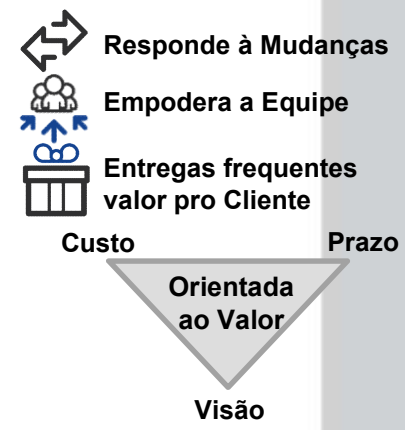 Responde à Mudanças
Empodera a Equipe
Entregas frequentes
valor pro Cliente
Custo
Prazo
Orientada
ao Valor
Visão